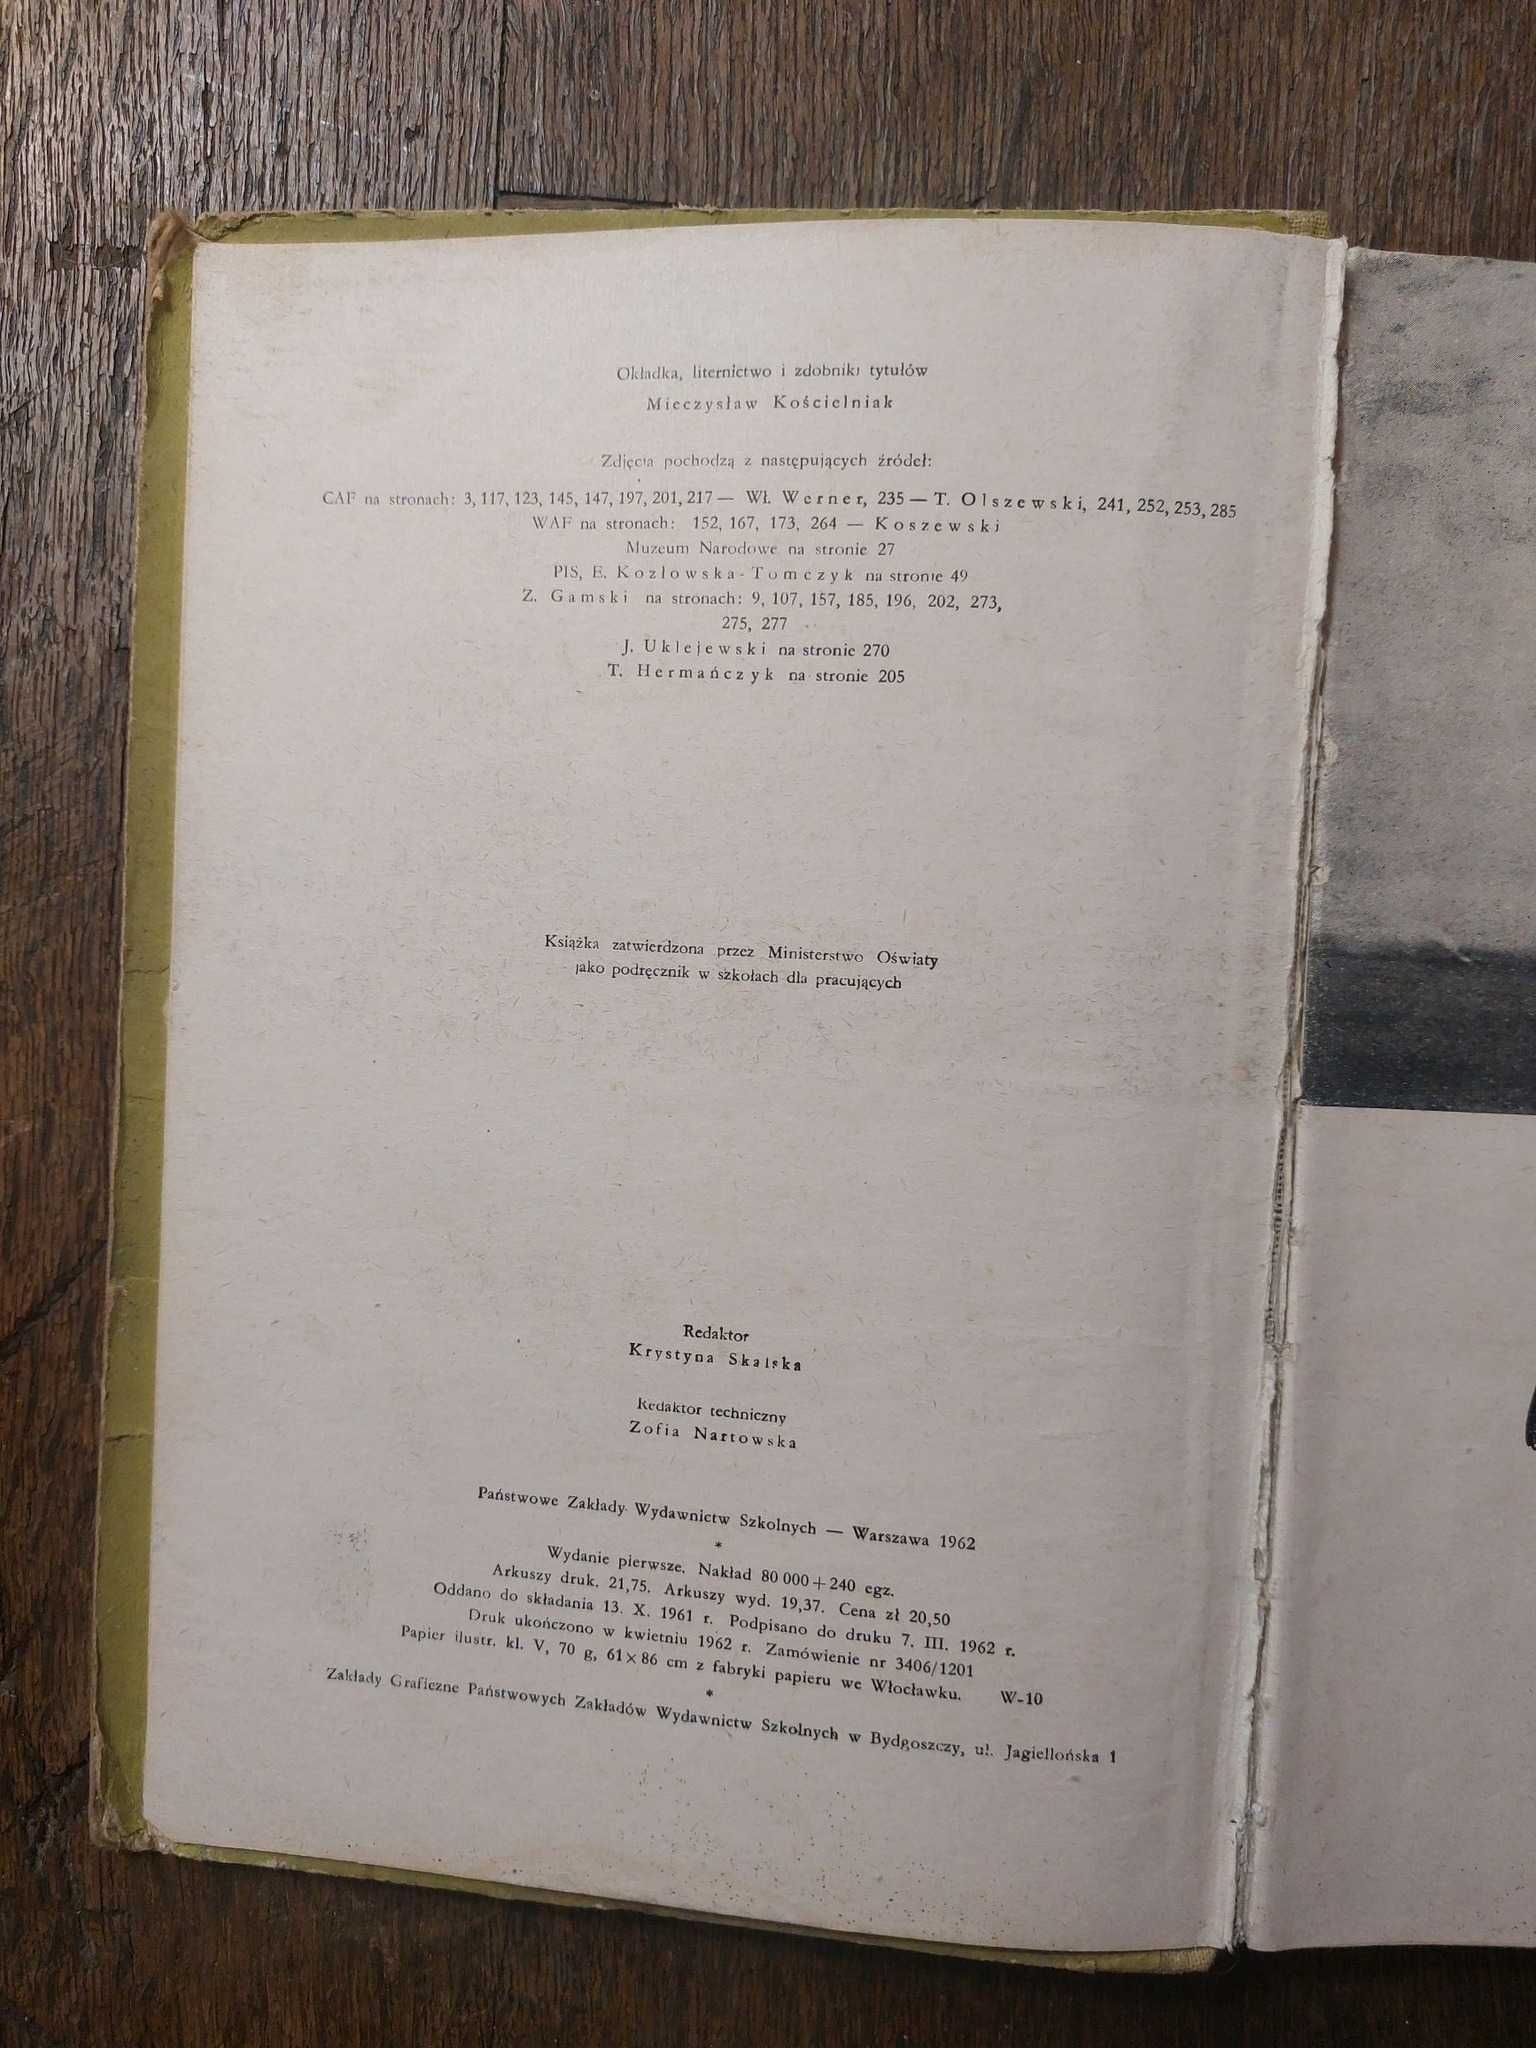 Okładka, liternictwo i zdobniki tytułów
Mieczysław Kościelniak
Zdjęcia pochodzą z następujących źródeł:
CAF na stronach: 3, 117, 123, 145, 147, 197, 201, 217 — Wł. Werner, 235 — T. Olszewski, 241, 252, 253, 285
WAF na stronach: 152, 167, 173, 264 — Koszewski
Muzeum Narodowe na stronie 27
PIS, E. Kozłowska-Tomczyk na stronie 49
Z. Gamski na stronach: 9, 107, 157, 185, 196, 202, 273,
275, 277
J. Uklejewski na stronie 270
T. Hermańczyk na stronie 205
Książka zatwierdzona przez Ministerstwo Oświaty
jako podręcznik w szkołach dla pracujących
Redaktor
Krystyna Skalska
Redaktor techniczny
Zofia Nartowska
Państwowe Zakłady Wydawnictw Szkolnych — Warszawa 1962
*
Wydanie pierwsze. Nakład 80 000 + 240 egz.
Arkuszy druk. 21,75. Arkuszy wyd. 19,37. Cena zł 20,50
Oddano do składania 13. X. 1961 r. Podpisano do druku 7. III. 1962 r.
Druk ukończono w kwietniu 1962 r. Zamówienie nr 3406/1201
Papier ilustr. kl. V, 70 g, 61×86 cm z fabryki papieru we Włocławku. W-10
*
Zakłady Graficzne Państwowych Zakładów Wydawnictw Szkolnych w Bydgoszczy, ul. Jagiellońska 1